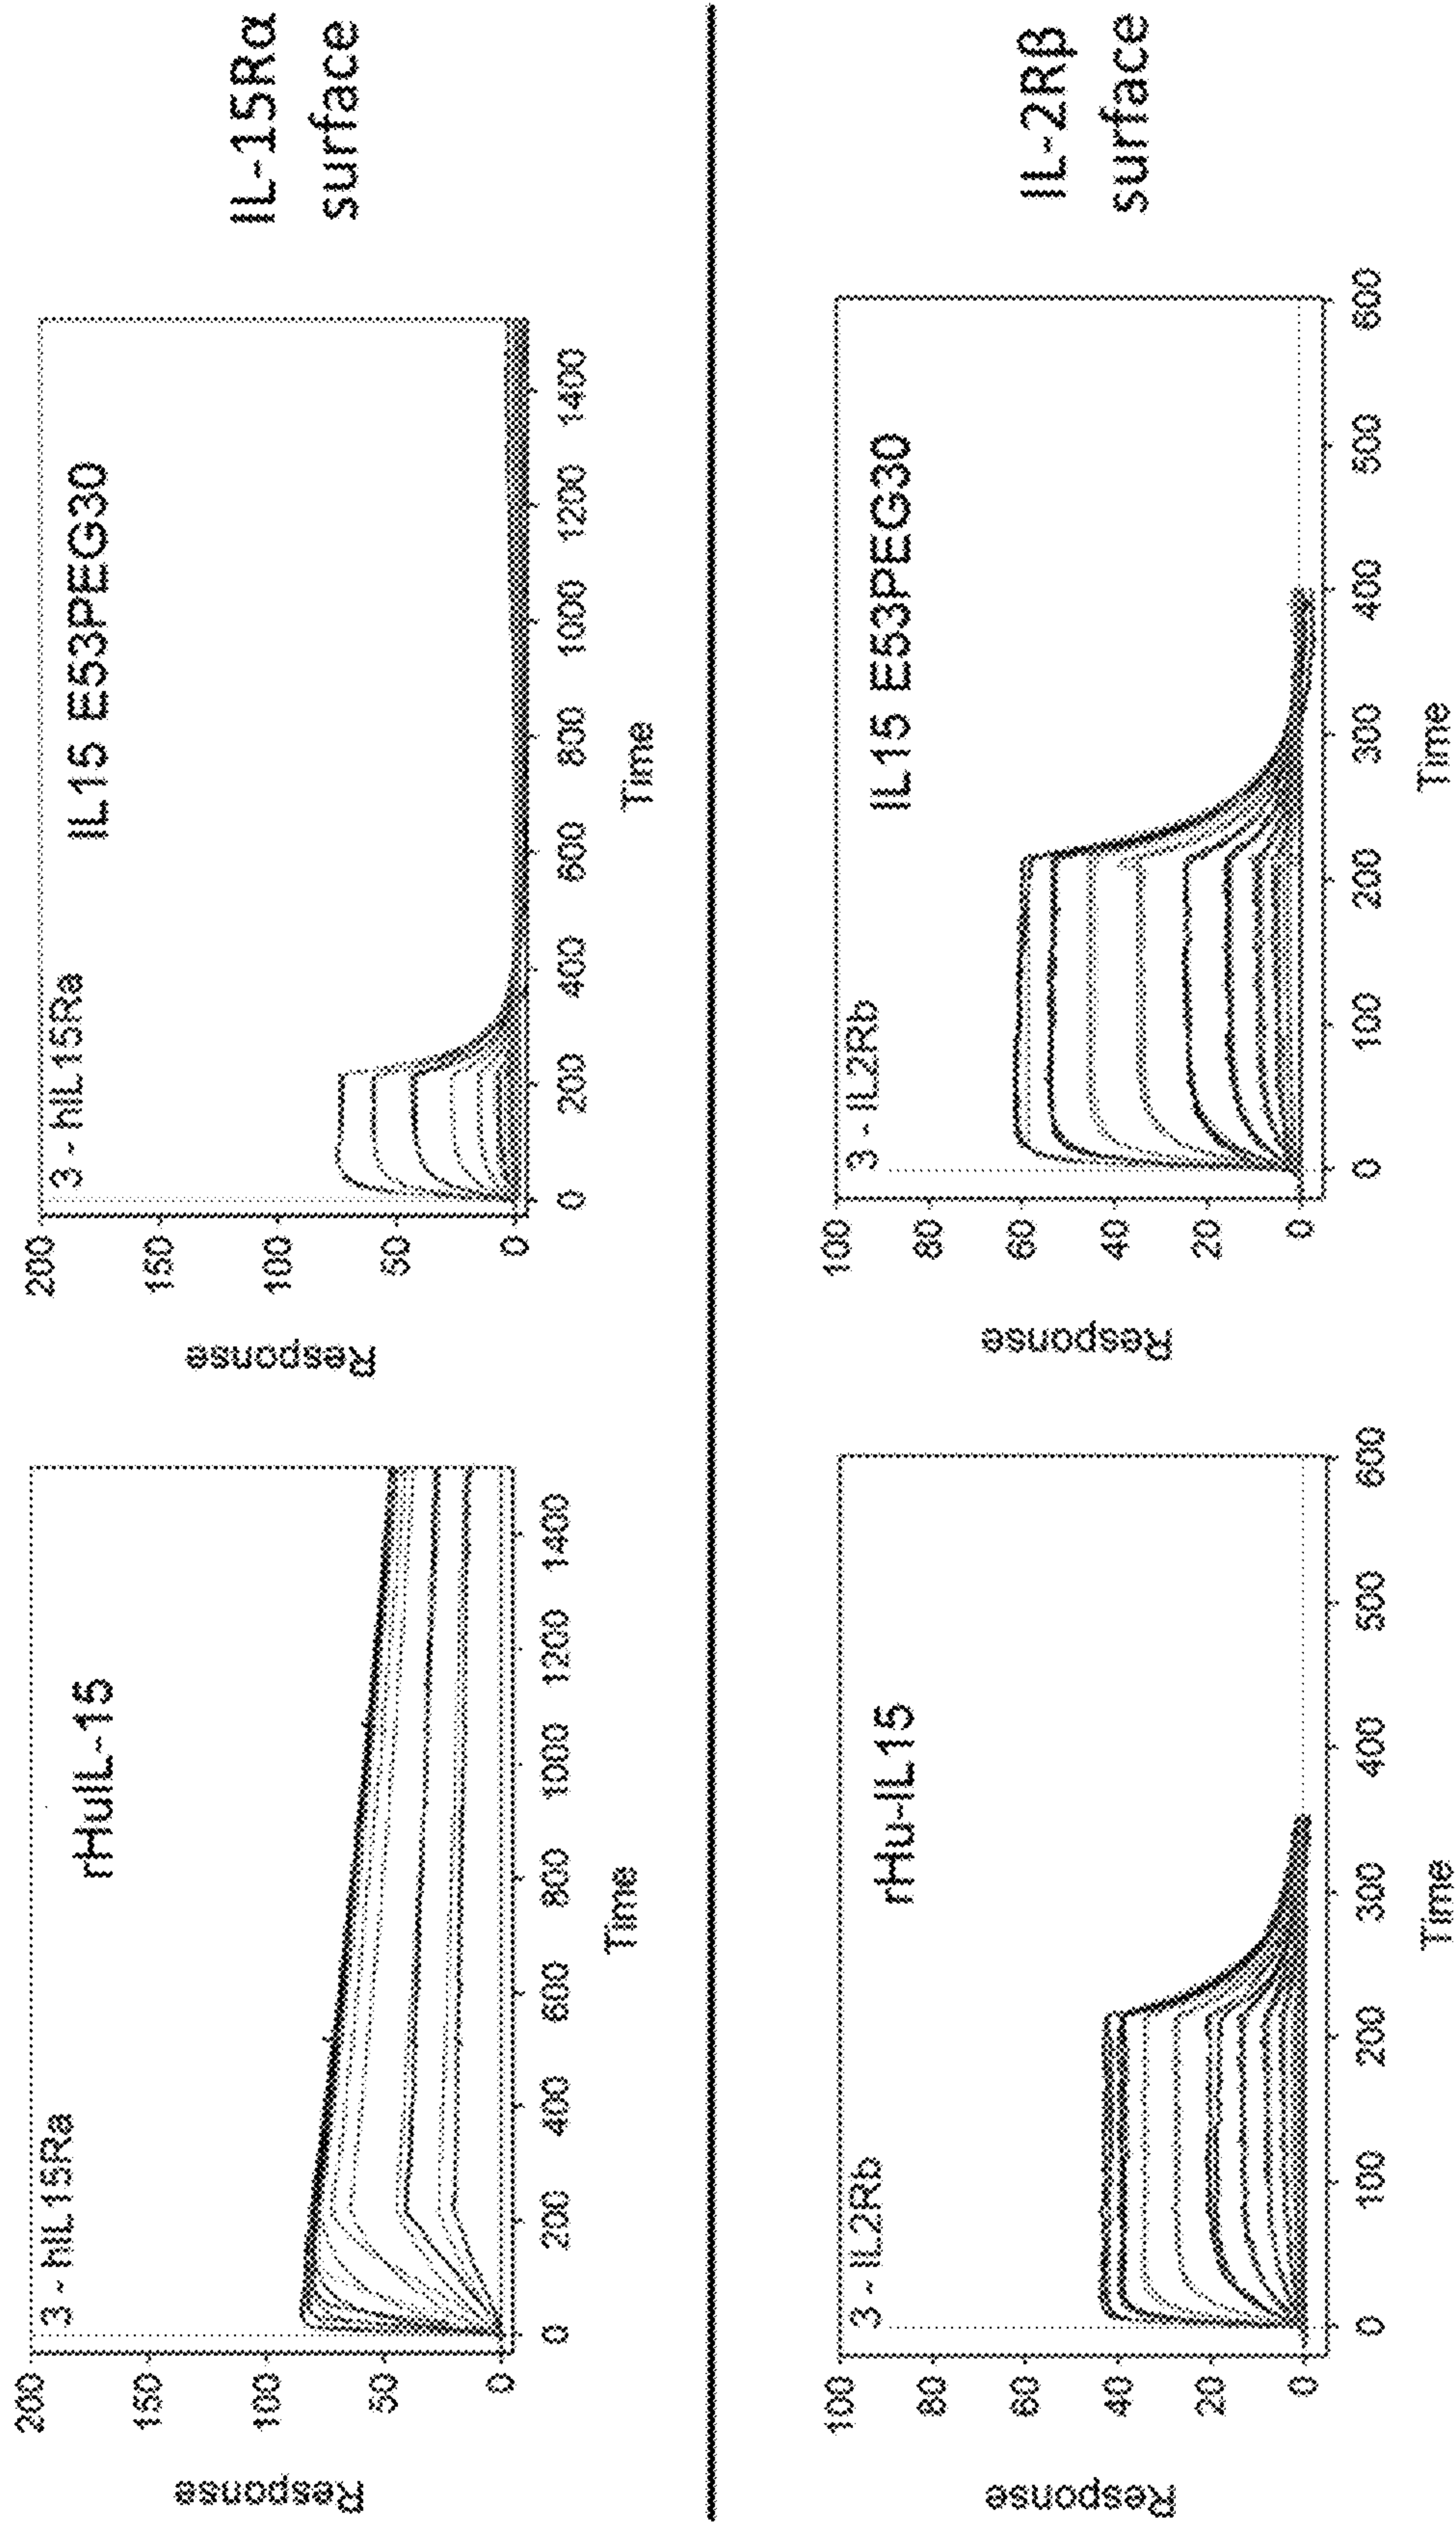 3 - hIL15Ra
rHuIL-15
Response
200
150
100
50
0
0
200
400
600
800
1000
1200
1400
Time
3 - hIL15Ra
IL15 E53PEG30
Response
200
150
100
50
0
0
200
400
600
800
1000
1200
1400
Time
IL-15Rα
surface
3 - IL2Rb
rHu-IL15
Response
100
80
60
40
20
0
0
100
200
300
400
500
600
Time
3 - IL2Rb
IL15 E53PEG30
Response
100
80
60
40
20
0
0
100
200
300
400
500
600
Time
IL-2Rβ
surface